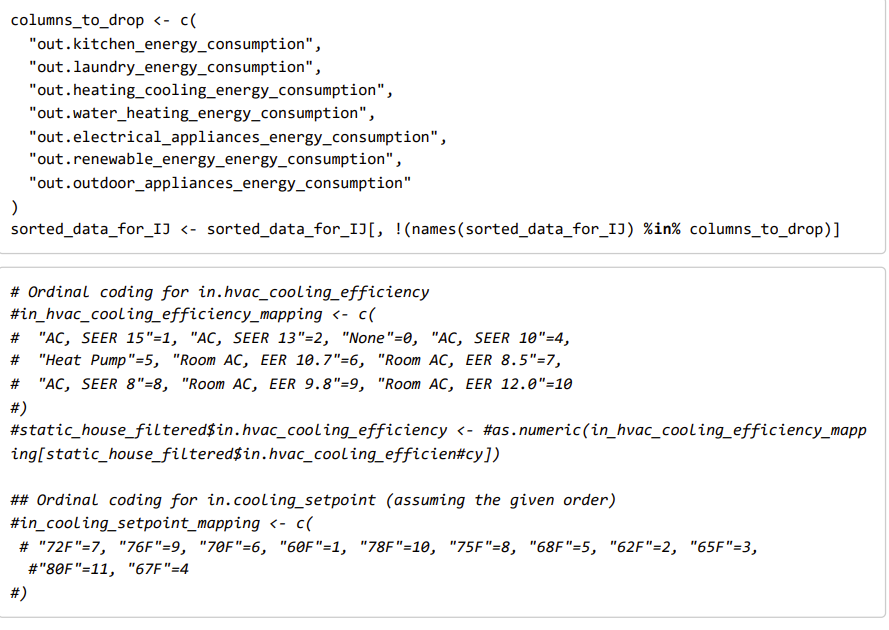 columns_to_drop <- c(
  "out.kitchen_energy_consumption",
  "out.laundry_energy_consumption",
  "out.heating_cooling_energy_consumption",
  "out.water_heating_energy_consumption",
  "out.electrical_appliances_energy_consumption",
  "out.renewable_energy_energy_consumption",
  "out.outdoor_appliances_energy_consumption"
)
sorted_data_for_IJ <- sorted_data_for_IJ[, !(names(sorted_data_for_IJ) %in% columns_to_drop)]
# Ordinal coding for in.hvac_cooling_efficiency
#in_hvac_cooling_efficiency_mapping <- c(
#  "AC, SEER 15"=1, "AC, SEER 13"=2, "None"=0, "AC, SEER 10"=4,
#  "Heat Pump"=5, "Room AC, EER 10.7"=6, "Room AC, EER 8.5"=7,
#  "AC, SEER 8"=8, "Room AC, EER 9.8"=9, "Room AC, EER 12.0"=10
#)
#static_house_filtered$in.hvac_cooling_efficiency <- #as.numeric(in_hvac_cooling_efficiency_mapp
ing[static_house_filtered$in.hvac_cooling_efficien#cy])
## Ordinal coding for in.cooling_setpoint (assuming the given order)
#in_cooling_setpoint_mapping <- c(
 # "72F"=7, "76F"=9, "70F"=6, "60F"=1, "78F"=10, "75F"=8, "68F"=5, "62F"=2, "65F"=3,
  #"80F"=11, "67F"=4
#)